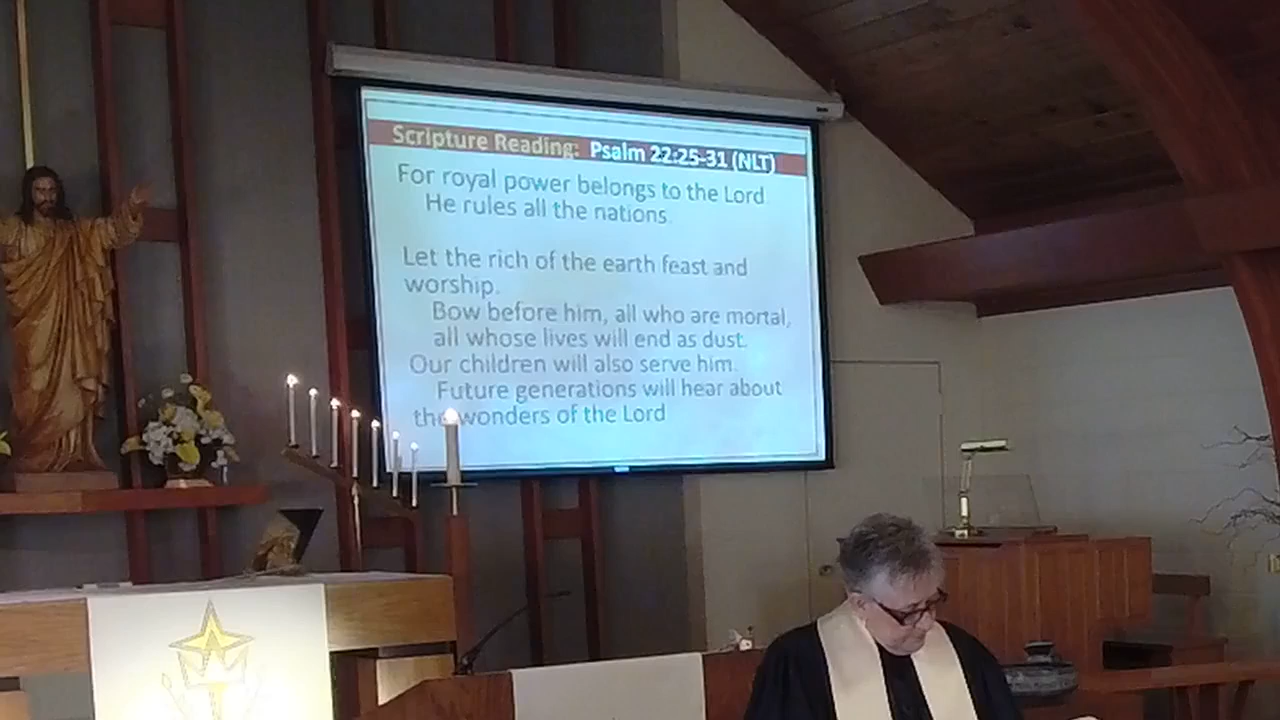 Scripture Reading: Psalm 22:25-31 (NLT)
For royal power belongs to the Lord
He rules all the nations.
Let the rich of the earth feast and
worship.
Bow before him, all who are mortal,
all whose lives will end as dust.
Our children will also serve him.
Future generations will hear about
the wonders of the Lord